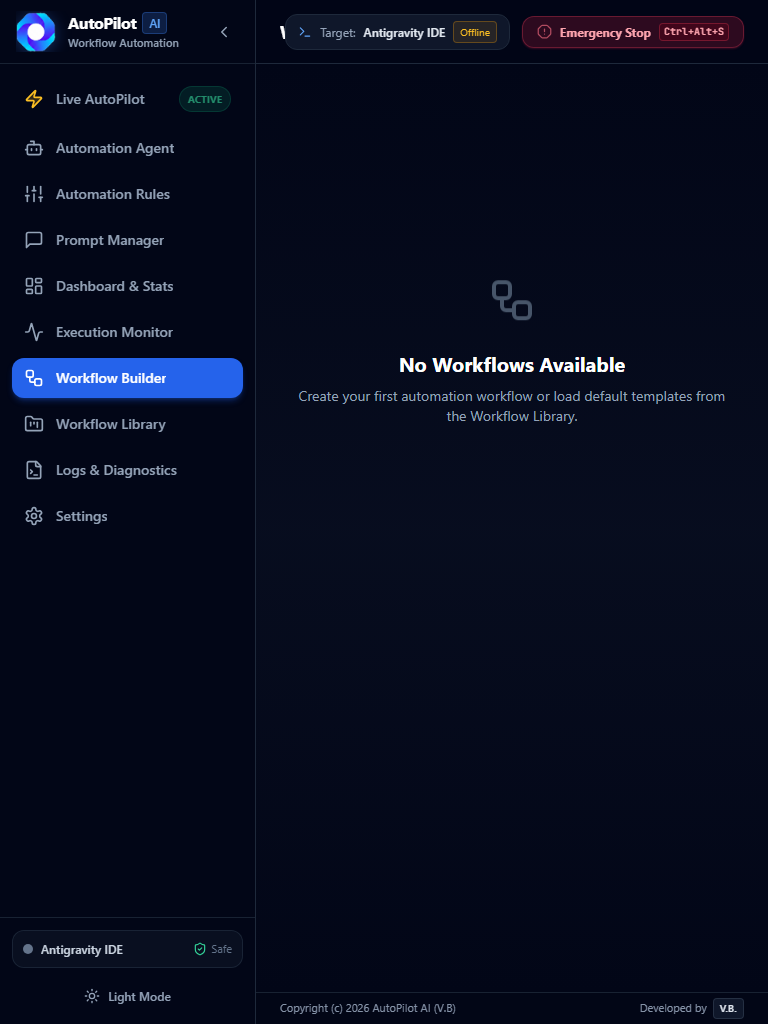 AutoPilot AI
Workflow Automation
Target: Antigravity IDE Offline
Emergency Stop Ctrl+Alt+S
Live AutoPilot ACTIVE
Automation Agent
Automation Rules
Prompt Manager
Dashboard & Stats
Execution Monitor
Workflow Builder
Workflow Library
Logs & Diagnostics
Settings
No Workflows Available
Create your first automation workflow or load default templates from
the Workflow Library.
Antigravity IDE Safe
Light Mode
Copyright (c) 2026 AutoPilot AI (V.B)
Developed by V.B.